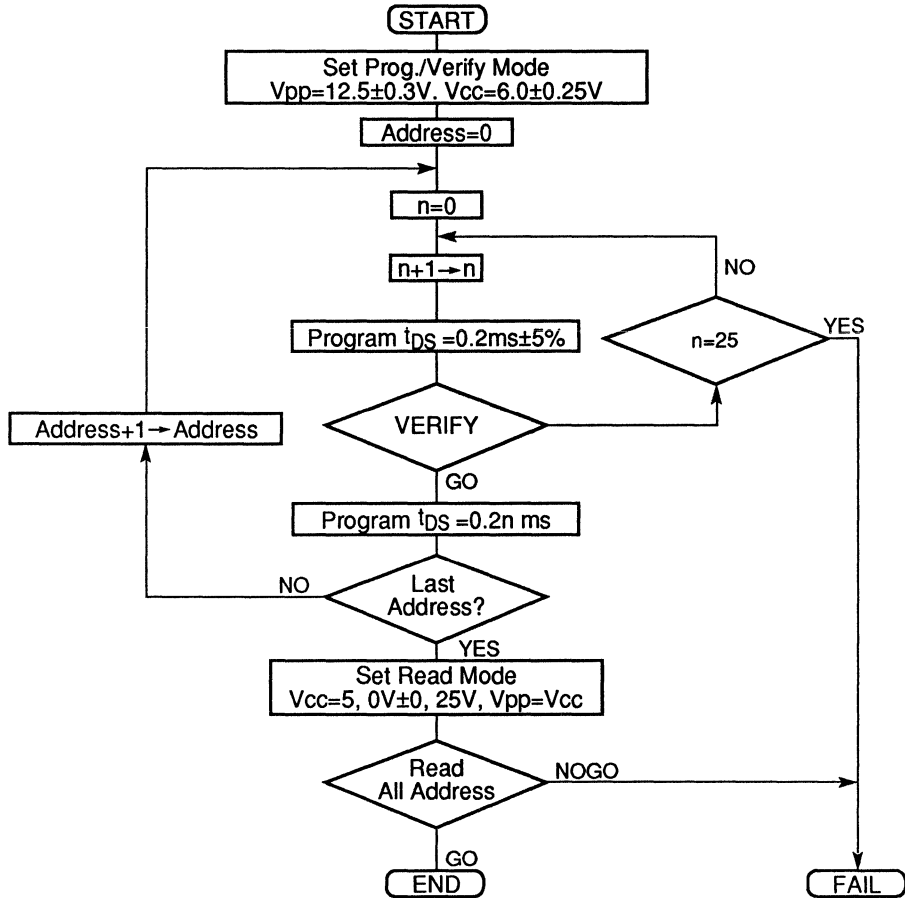 START
Set Prog./Verify Mode
Vpp=12.5±0.3V. Vcc=6.0±0.25V
Address=0
n=0
n+1→n
NO
Program tDS =0.2ms±5%
n=25
YES
Address+1→Address
VERIFY
GO
Program tDS =0.2n ms
NO
Last
Address?
YES
Set Read Mode
Vcc=5, 0V±0, 25V, Vpp=Vcc
Read
All Address
NOGO
GO
END
FAIL